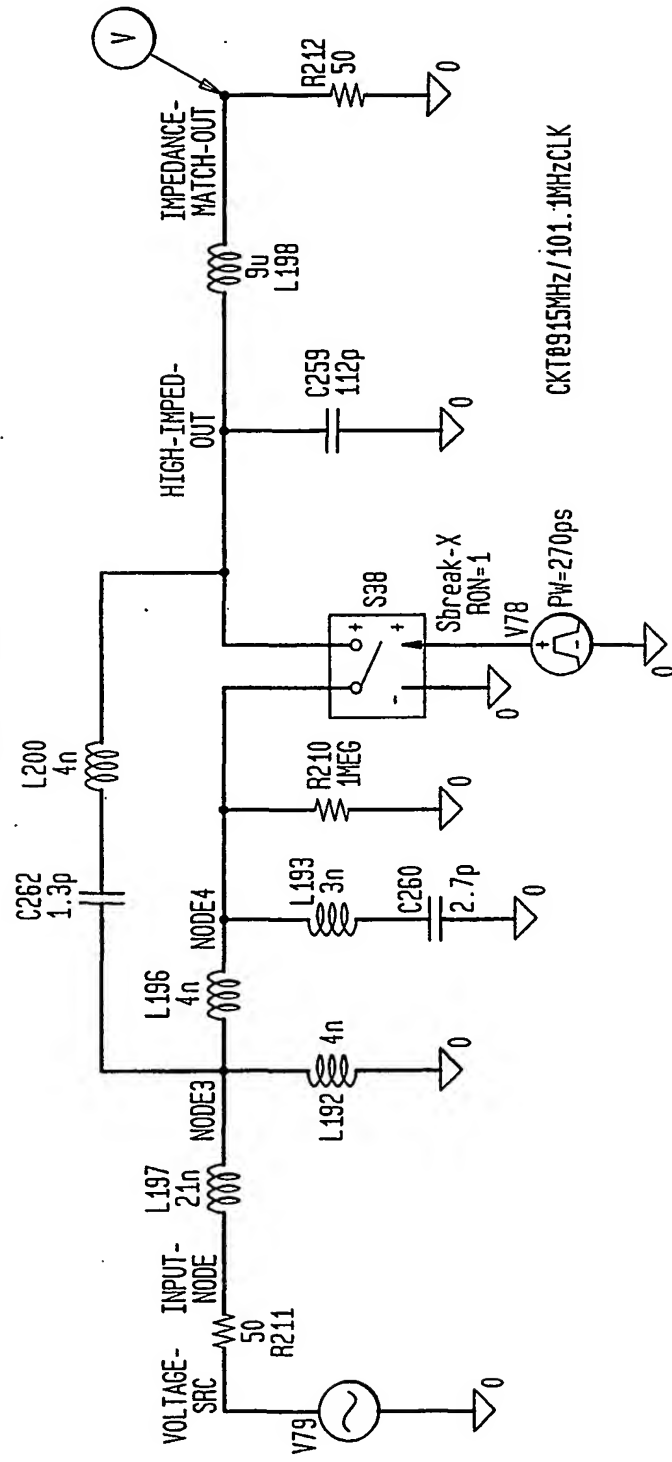 VOLTAGE-
SRC
V79
0
50
R211
INPUT-
NODE
L197
21n
NODE3
L192
4n
0
L196
4n
C262
1.3p
L200
4n
NODE4
L193
3n
C260
2.7p
0
R210
1MEG
0
S38
+
+
-
0
Sbreak-X
RON=1
V78
+
-
PW=270ps
0
HIGH-IMPED-
OUT
C259
112p
0
9u
L198
IMPEDANCE-
MATCH-OUT
V
R212
50
0
CKT@915MHz/101.1MHzCLK